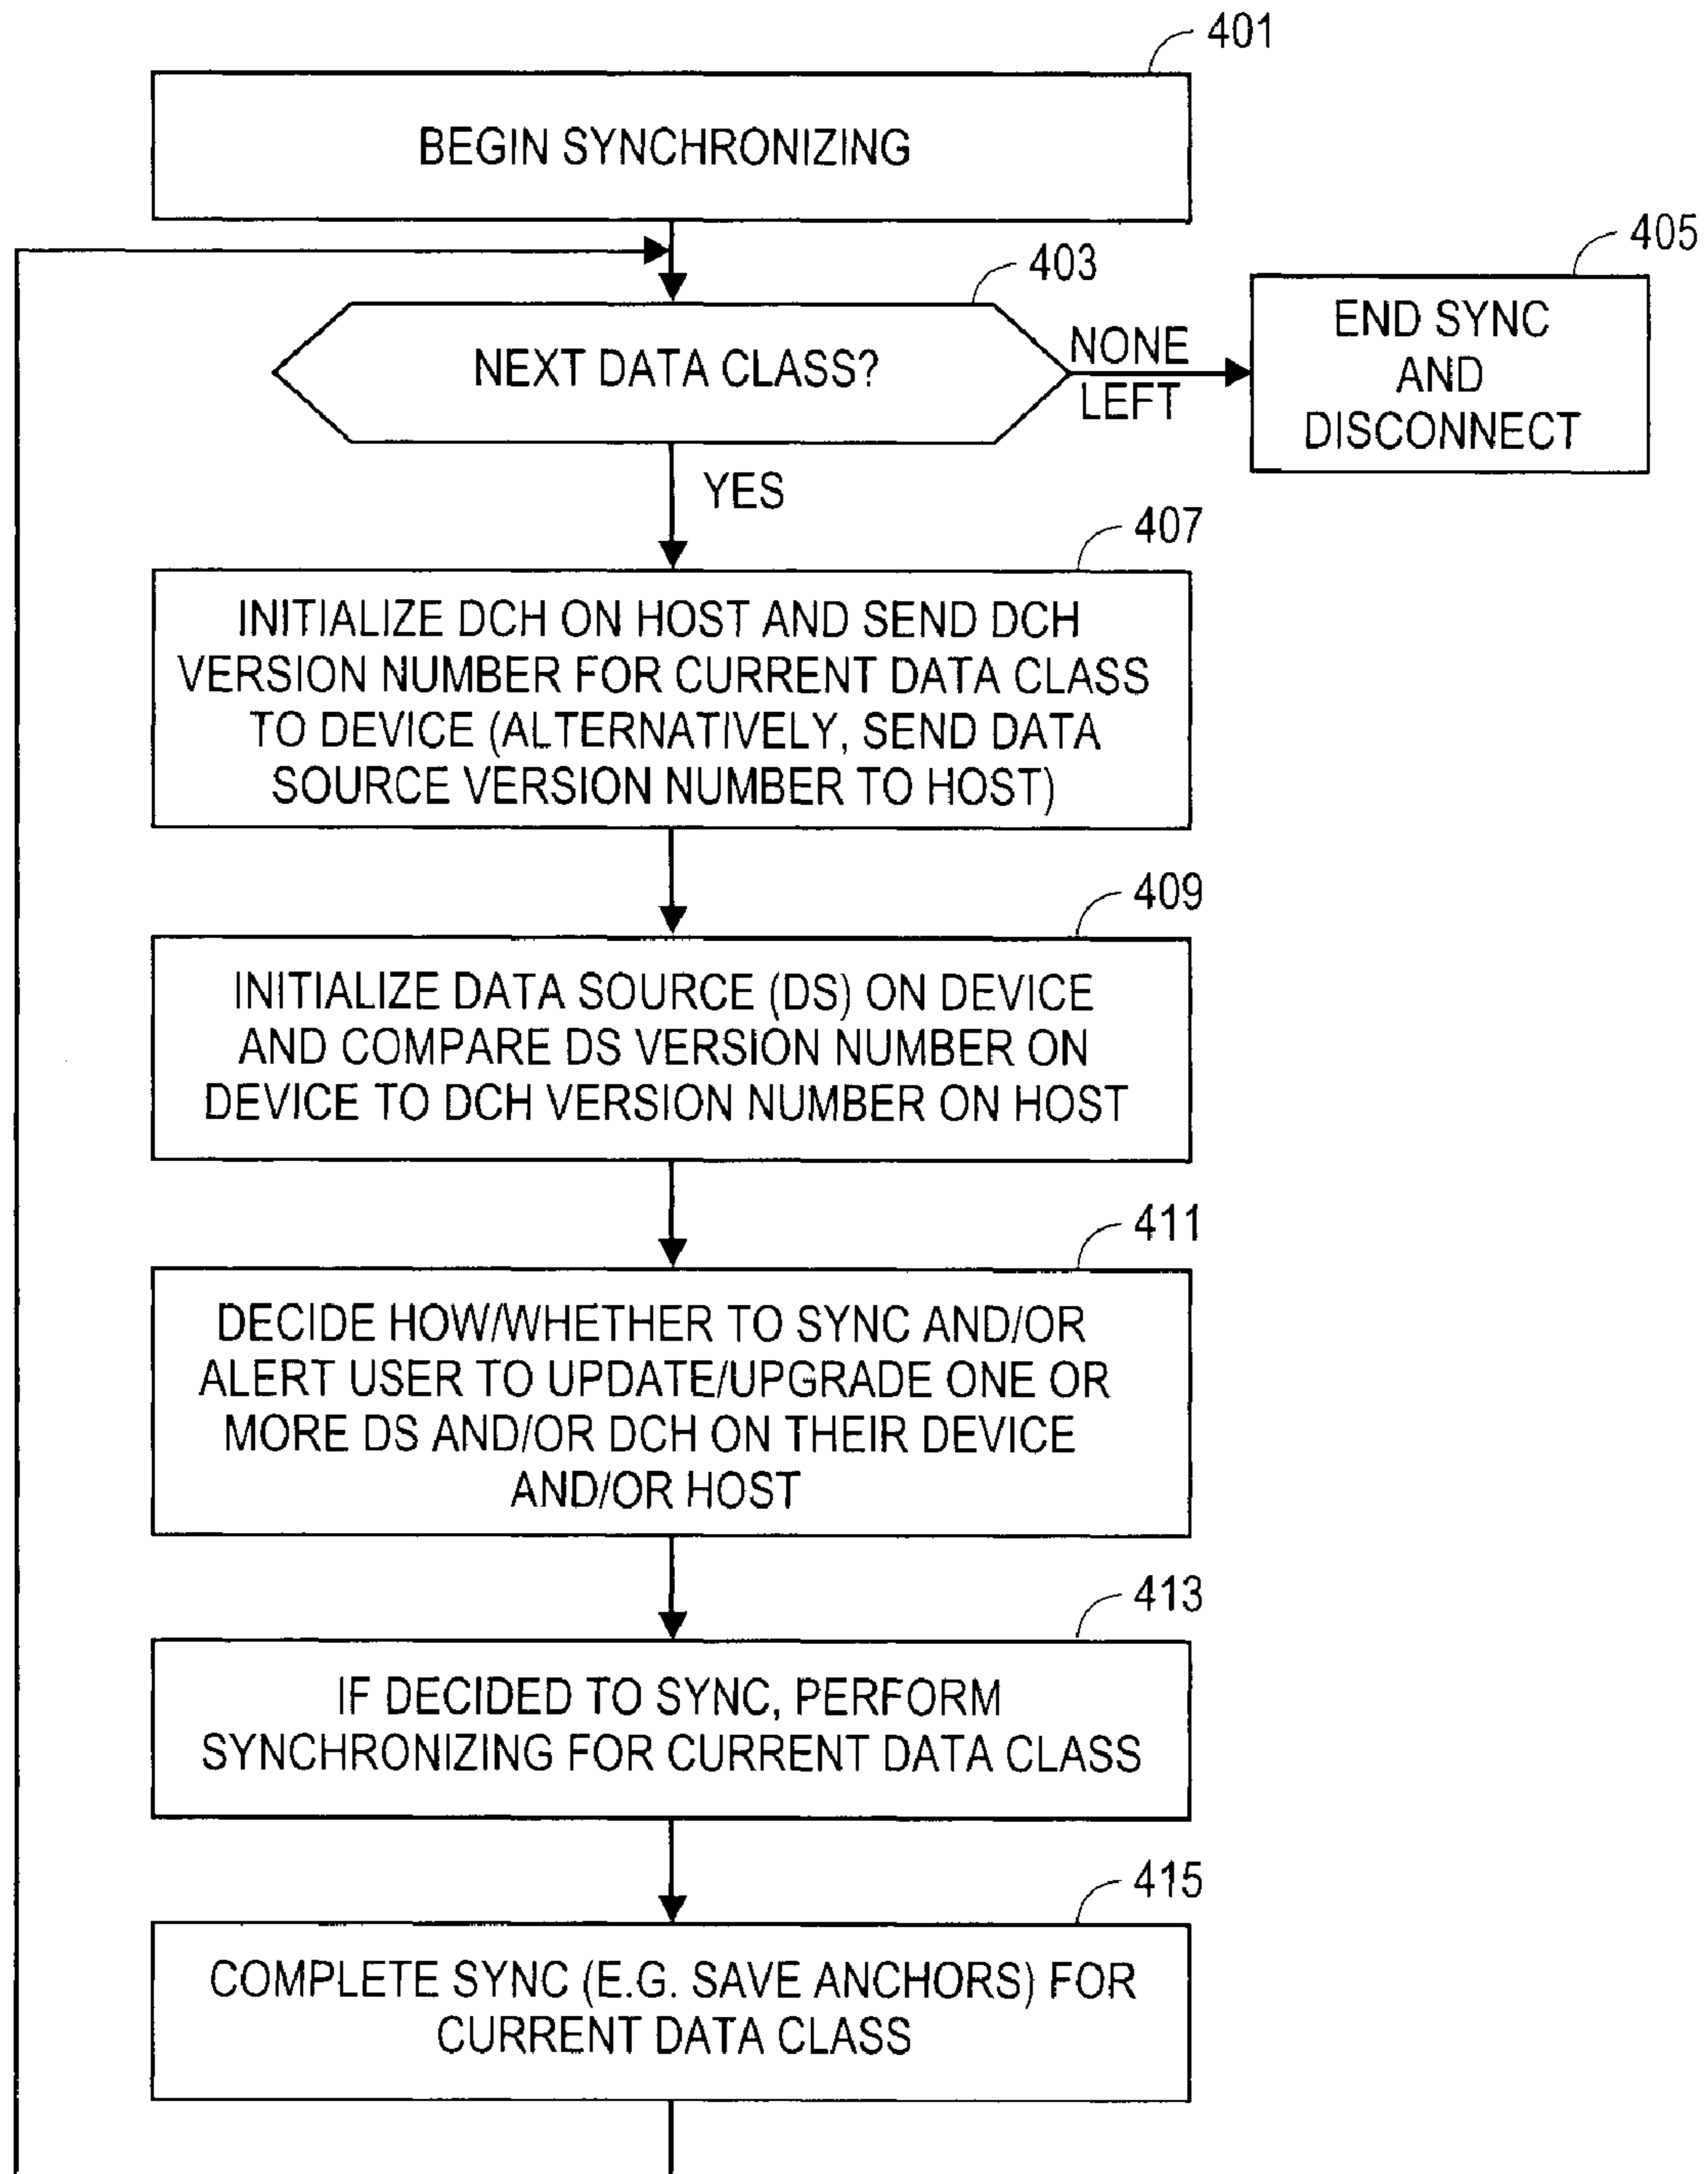 401
BEGIN SYNCHRONIZING
403
405
NEXT DATA CLASS?
NONE
LEFT
END SYNC
AND
DISCONNECT
YES
407
INITIALIZE DCH ON HOST AND SEND DCH
VERSION NUMBER FOR CURRENT DATA CLASS
TO DEVICE (ALTERNATIVELY, SEND DATA
SOURCE VERSION NUMBER TO HOST)
409
INITIALIZE DATA SOURCE (DS) ON DEVICE
AND COMPARE DS VERSION NUMBER ON
DEVICE TO DCH VERSION NUMBER ON HOST
411
DECIDE HOW/WHETHER TO SYNC AND/OR
ALERT USER TO UPDATE/UPGRADE ONE OR
MORE DS AND/OR DCH ON THEIR DEVICE
AND/OR HOST
413
IF DECIDED TO SYNC, PERFORM
SYNCHRONIZING FOR CURRENT DATA CLASS
415
COMPLETE SYNC (E.G. SAVE ANCHORS) FOR
CURRENT DATA CLASS